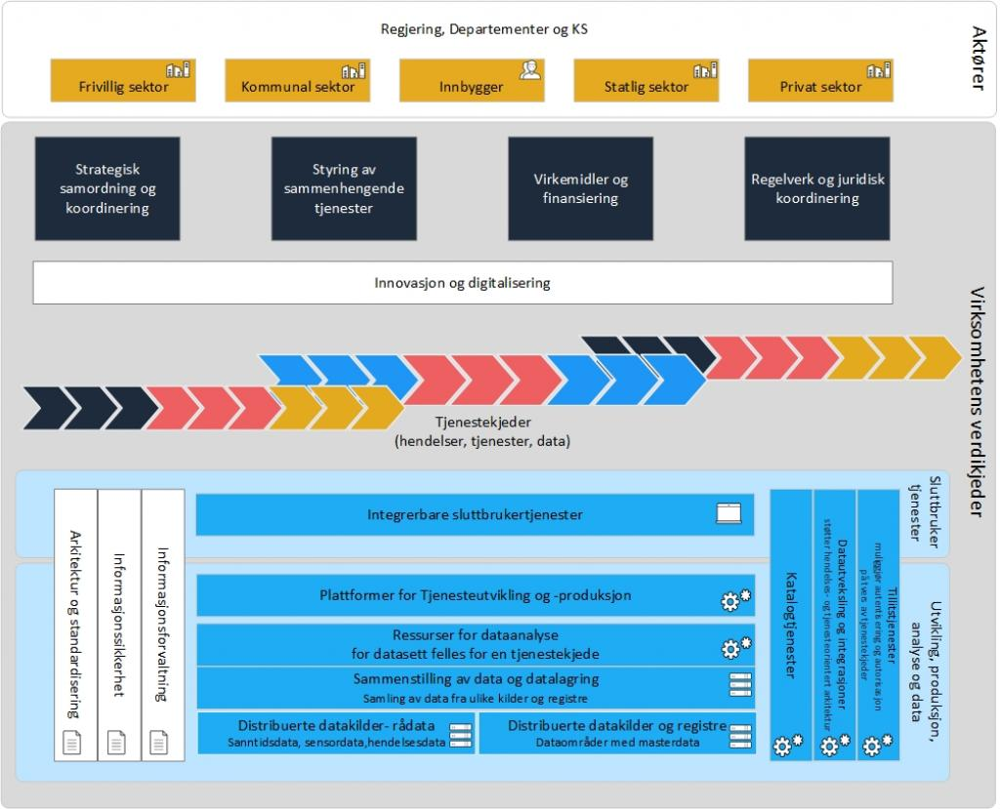 Regjering, Departementer og KS
Aktører
Frivillig sektor
Kommunal sektor
Innbygger
Statlig sektor
Privat sektor
Strategisk
samordning og
koordinering
Styring av
sammenhengende
tjenester
Virkemidler og
finansiering
Regelverk og juridisk
koordinering
Innovasjon og digitalisering
Virksomhetens verdikjeder
Tjenestekjeder
(hendelser, tjenester, data)
Sluttbruker
tjenester
Arkitektur og standardisering
Informasjonssikkerhet
Informasjonsforvaltning
Integrerbare sluttbrukertjenester
Plattformer for Tjenesteutvikling og -produksjon
Ressurser for dataanalyse
for datasett felles for en tjenestekjede
Sammenstilling av data og datalagring
Samling av data fra ulike kilder og registre
Distribuerte datakilder- rådata
Sanntidsdata, sensordata,hendelsesdata
Distribuerte datakilder og registre
Dataområder med masterdata
Katalogtjenester
Datautveksling og integrasjoner
støtter hendelses- og tjenesteorientert arkitektur
Tillitstjenester
muliggjør autentisering og autorisasjon
på tvers av tjenestekjeder
Utvikling, produksjon,
analyse og data